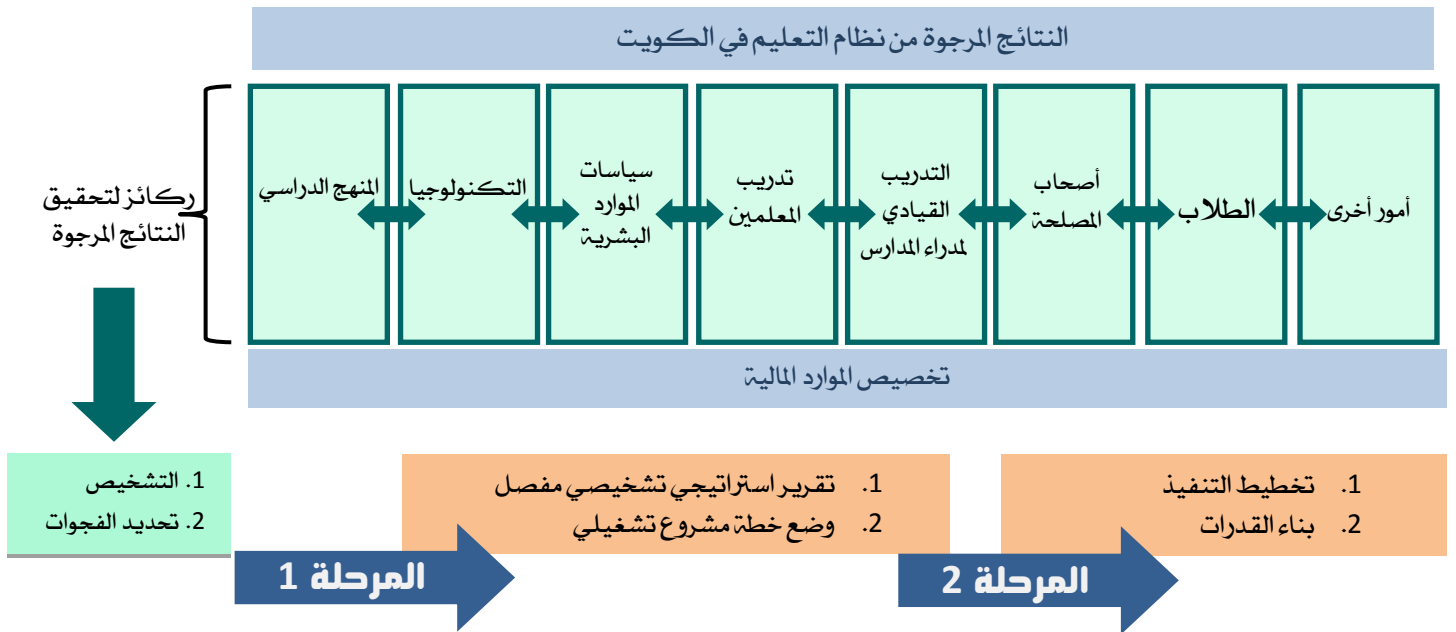 النتائج المرجوة من نظام التعليم في الكويت
ركائز لتحقيق
النتائج المرجوة
المنهج الدراسي
التكنولوجيا
سياسات
الموارد
البشرية
تدريب
المعلمين
التدريب
القيادي
لمدراء المدارس
أصحاب
المصلحة
الطلاب
أمور أخرى
تخصيص الموارد المالية
1. التشخيص
2. تحديد الفجوات
1. تقرير استراتيجي تشخيصي مفصل
2. وضع خطة مشروع تشغيلي
1. تخطيط التنفيذ
2. بناء القدرات
المرحلة 1
المرحلة 2